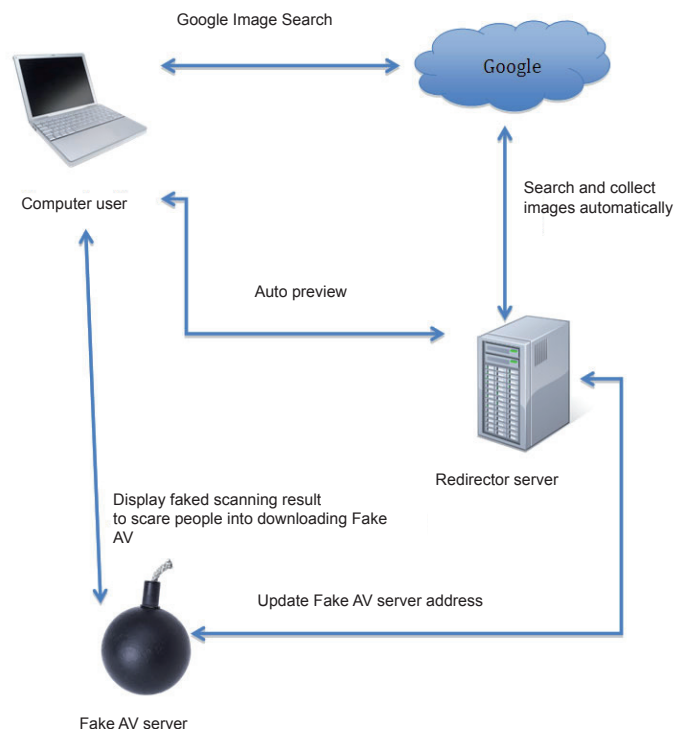 Google Image Search
Google
Computer user
Search and collect
images automatically
Auto preview
Redirector server
Display faked scanning result
to scare people into downloading Fake
AV
Update Fake AV server address
Fake AV server